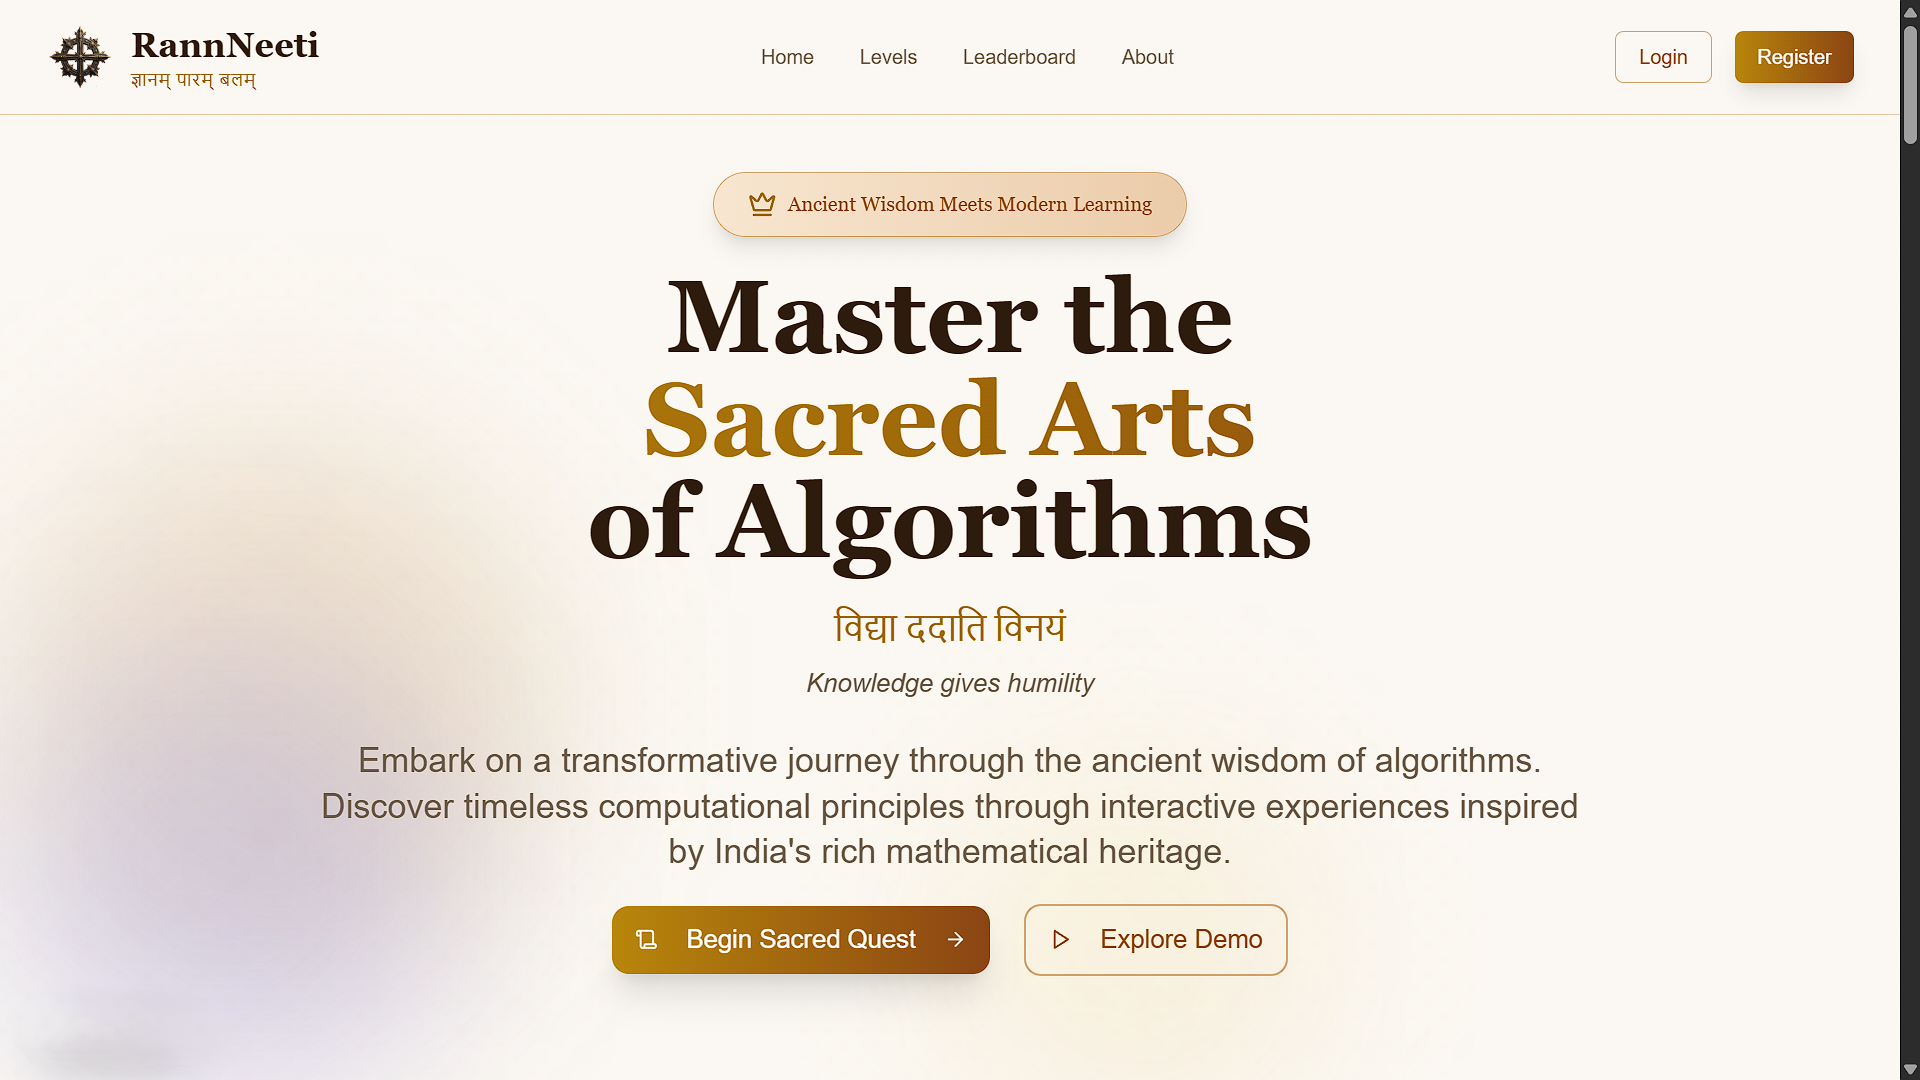 RannNeeti
ज्ञानम् पारम् बलम्
Home
Levels
Leaderboard
About
Login
Register
Ancient Wisdom Meets Modern Learning
Master the
Sacred Arts
of Algorithms
विद्या ददाति विनयं
Knowledge gives humility
Embark on a transformative journey through the ancient wisdom of algorithms.
Discover timeless computational principles through interactive experiences inspired
by India's rich mathematical heritage.
Begin Sacred Quest
Explore Demo